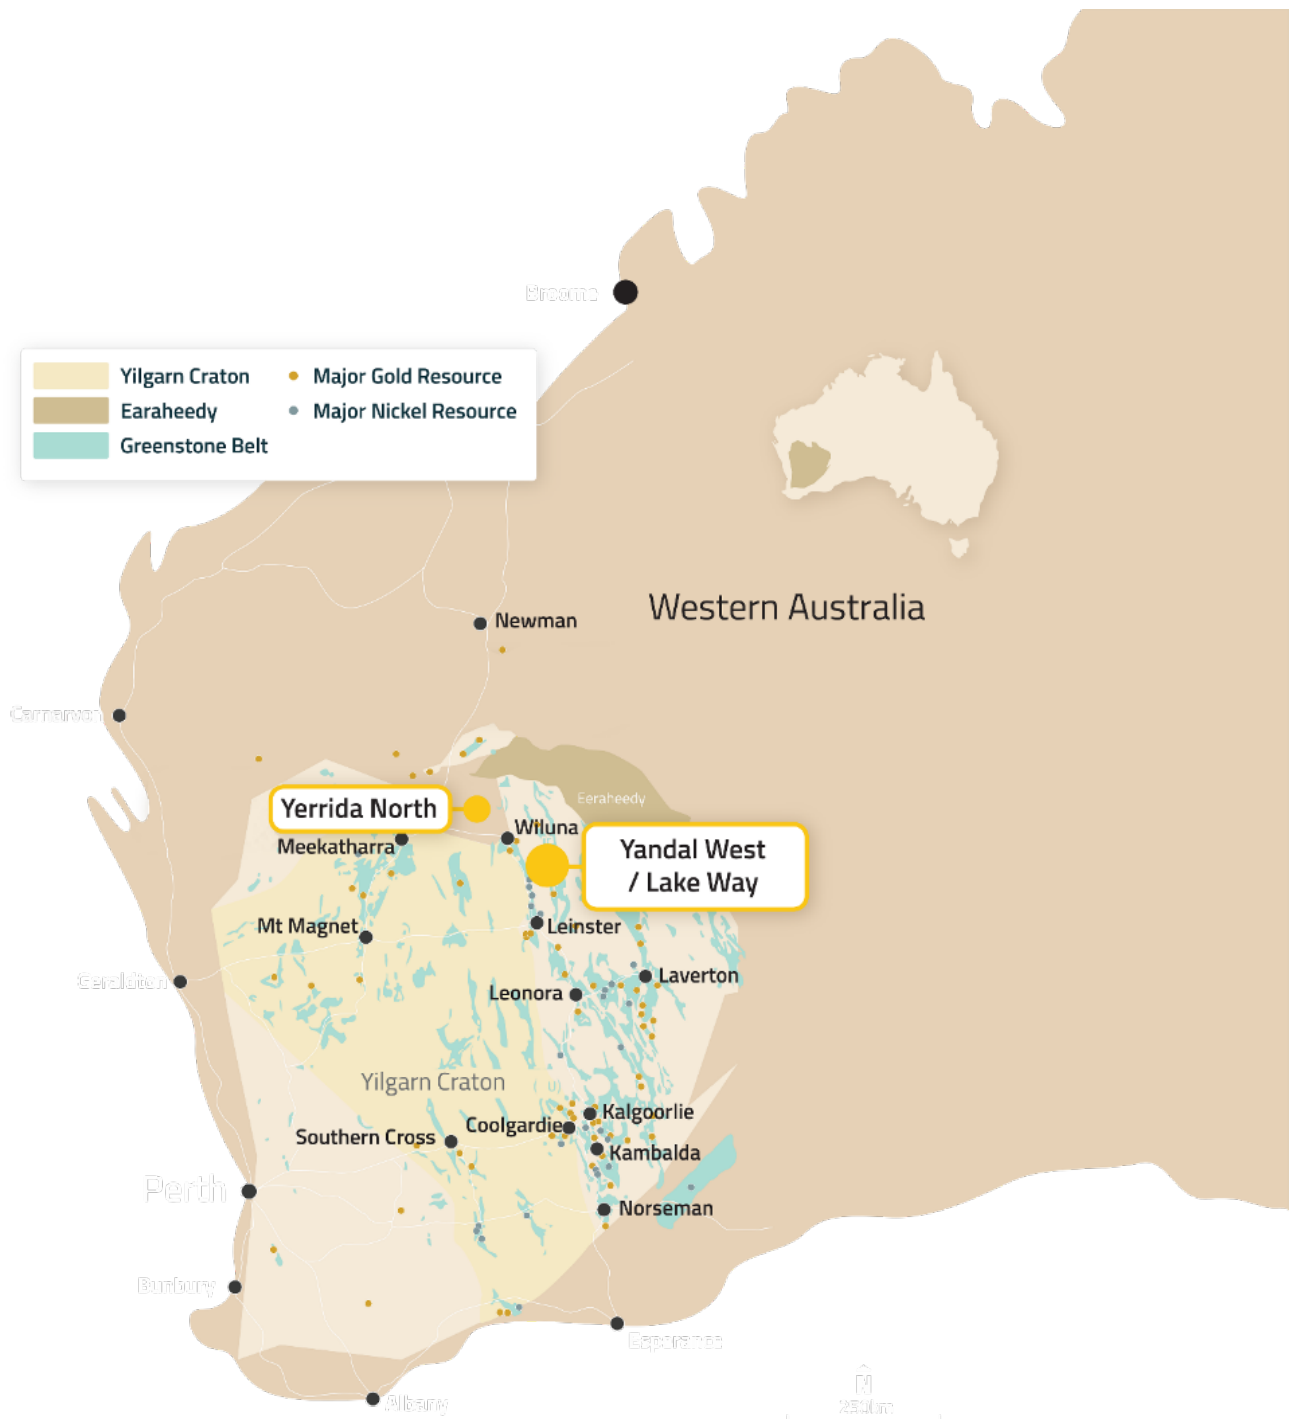 Broome
Yilgarn Craton
Major Gold Resource
Earaheedy
Major Nickel Resource
Greenstone Belt
Western Australia
Newman
Carnarvon
Eeraheedy
Yerrida North
Wiluna
Meekatharra
Yandal West
/ Lake Way
Mt Magnet
Leinster
Geraldton
Laverton
Leonora
Yilgarn Craton
Kalgoorlie
Coolgardie
Southern Cross
Kambalda
Perth
Norseman
Bunbury
Esperance
N
Albany